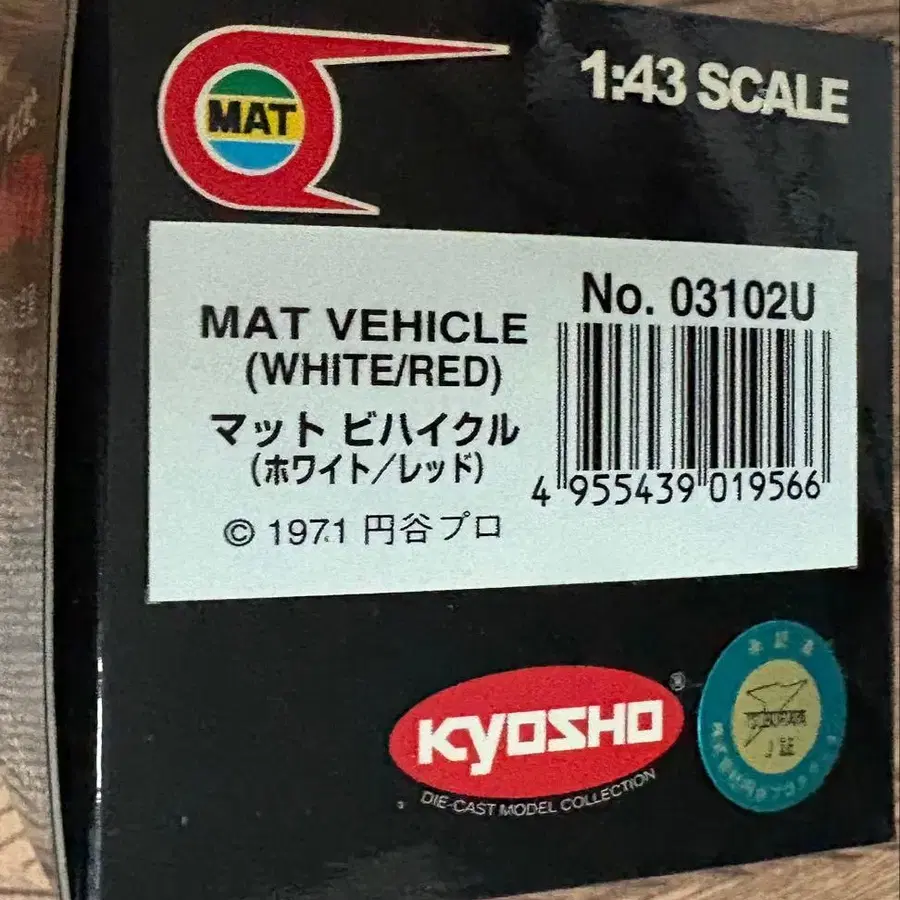 MAT
1:43 SCALE
No. 03102U
MAT VEHICLE
(WHITE/RED)
マット ビハイクル
(ホワイト/レッド)
© 1971 円谷プロ
4 955439 019566
KYOSHO
DIE-CAST MODEL COLLECTION